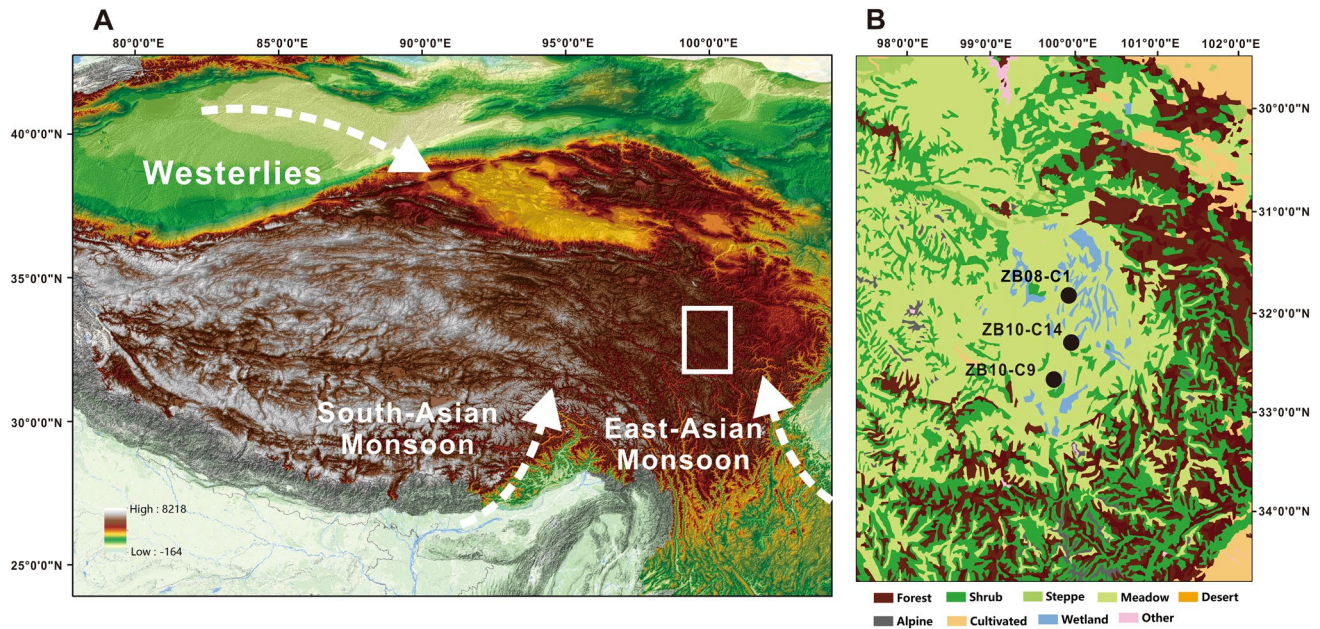 A
80°0'0"E 85°0'0"E 90°0'0"E 95°0'0"E 100°0'0"E
40°0'0"N
35°0'0"N
30°0'0"N
25°0'0"N
Westerlies
South-Asian
Monsoon
East-Asian
Monsoon
High : 8218
Low : -164
B
98°0'0"E 99°0'0"E 100°0'0"E 101°0'0"E 102°0'0"E
30°0'0"N
31°0'0"N
32°0'0"N
33°0'0"N
34°0'0"N
ZB08-C1
ZB10-C14
ZB10-C9
Forest Shrub Steppe Meadow Desert
Alpine Cultivated Wetland Other